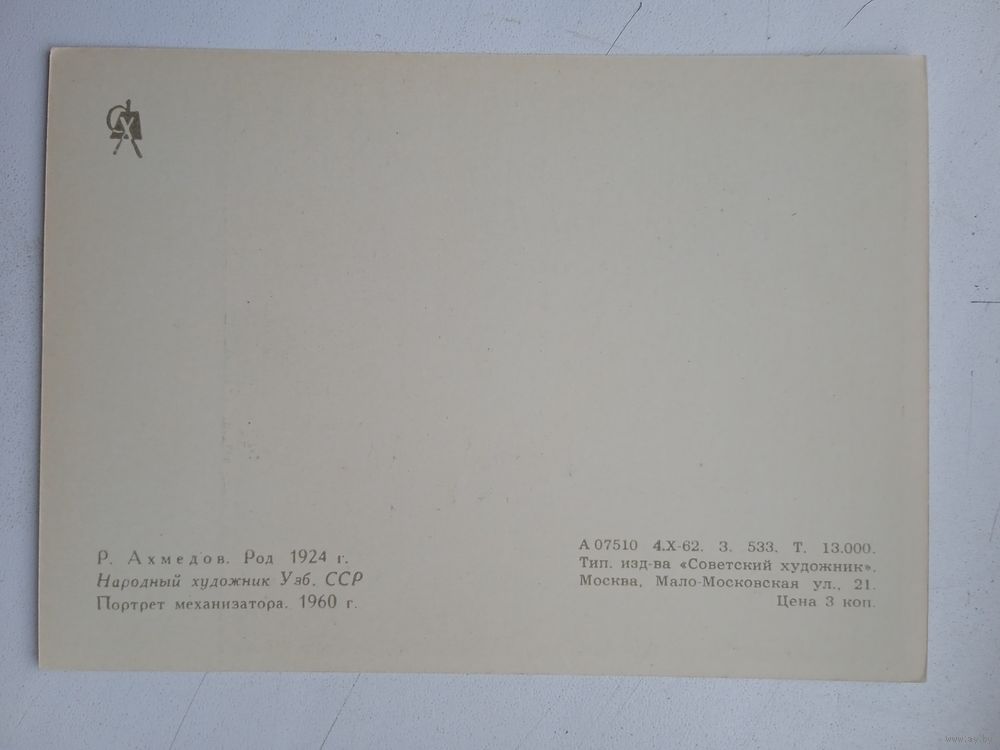 СХ
Р. Ахмедов. Род 1924 г.
Народный художник Узб. ССР
Портрет механизатора. 1960 г.
А 07510 4.X-62. З. 533. Т. 13.000.
Тип. изд-ва «Советский художник».
Москва, Мало-Московская ул., 21.
Цена 3 коп.